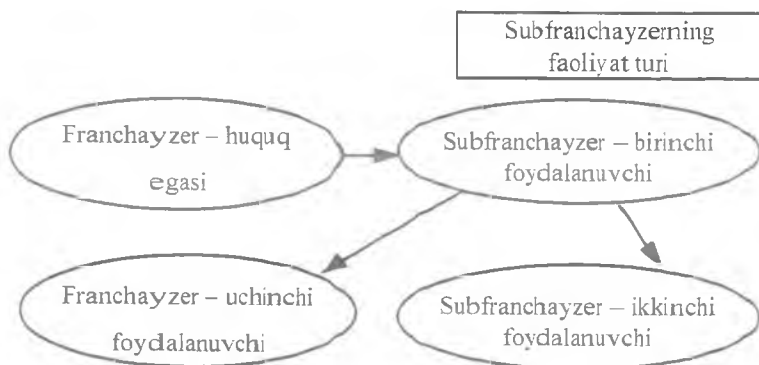 Subfranchayzerning
faoliyat turi
Franchayzer – huquq
egasi
Subfranchayzer – birinchi
foydalanuvchi
Franchayzer – uchinchi
foydalanuvchi
Subfranchayzer – ikkinchi
foydalanuvchi